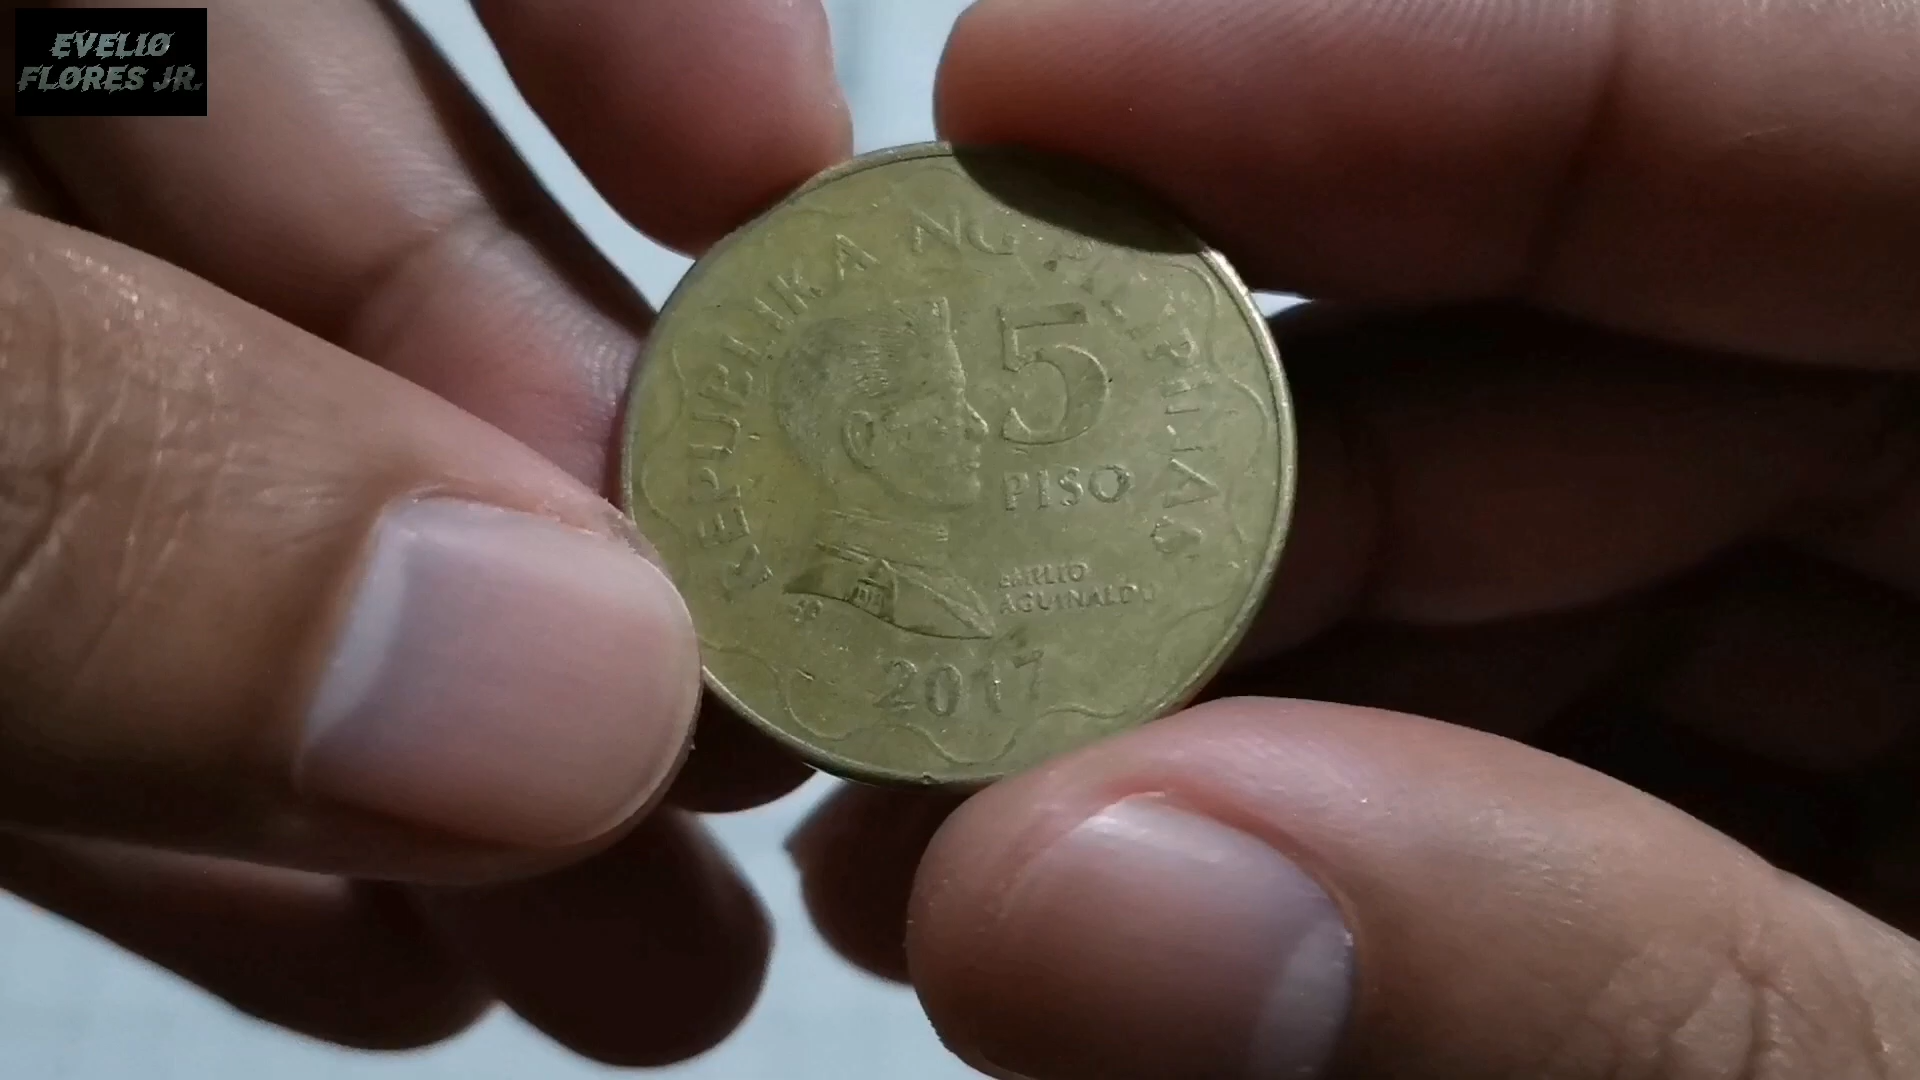 EVELIO
FLORES JR.
REPUBLIKA NG PILIPINAS
5
PISO
EMILIO
AGUINALDO
2017